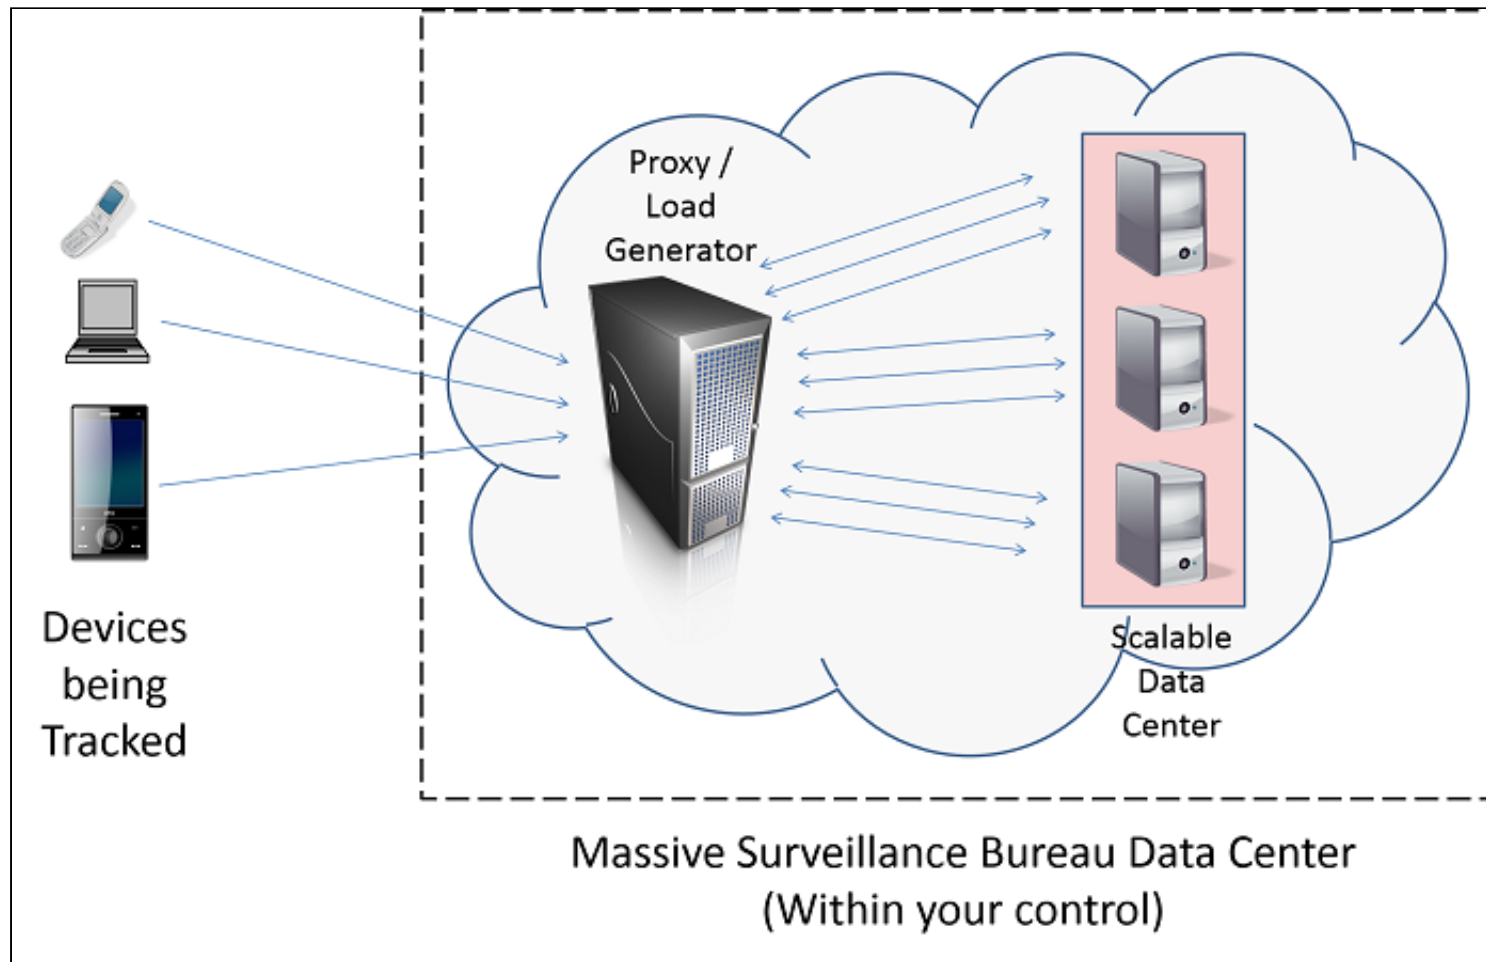 Proxy /
Load
Generator
Devices
being
Tracked
Scalable
Data
Center
Massive Surveillance Bureau Data Center
(Within your control)